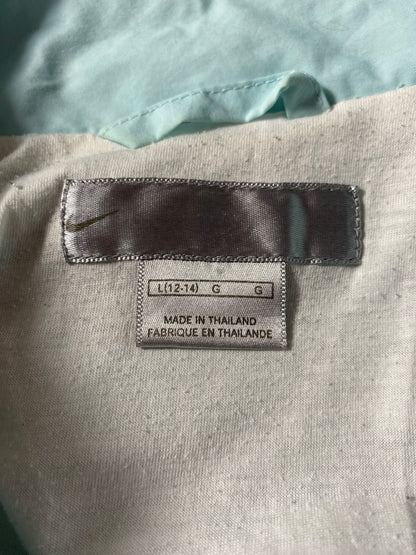 L(12-14) G G
MADE IN THAILAND
FABRIQUE EN THAILANDE